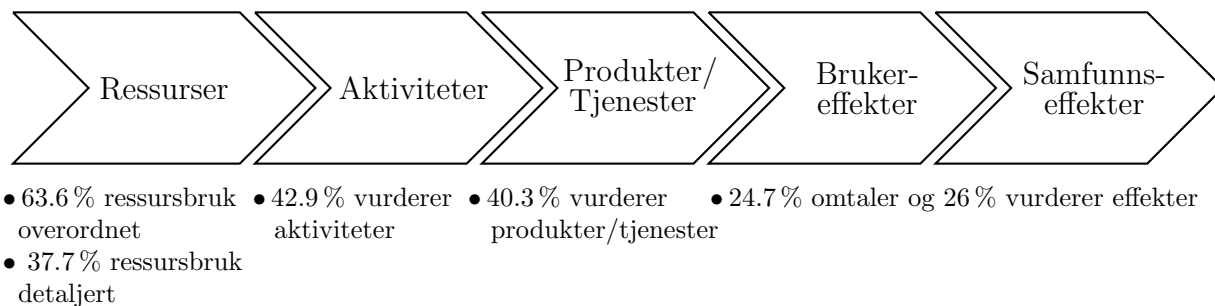 Ressurser
Aktiviteter
Produkter/
Tjenester
Bruker-
effekter
Samfunns-
effekter
• 63.6 % ressursbruk
overordnet
• 37.7 % ressursbruk
detaljert
• 42.9 % vurderer
aktiviteter
• 40.3 % vurderer
produkter/tjenester
• 24.7 % omtaler og 26 % vurderer effekter